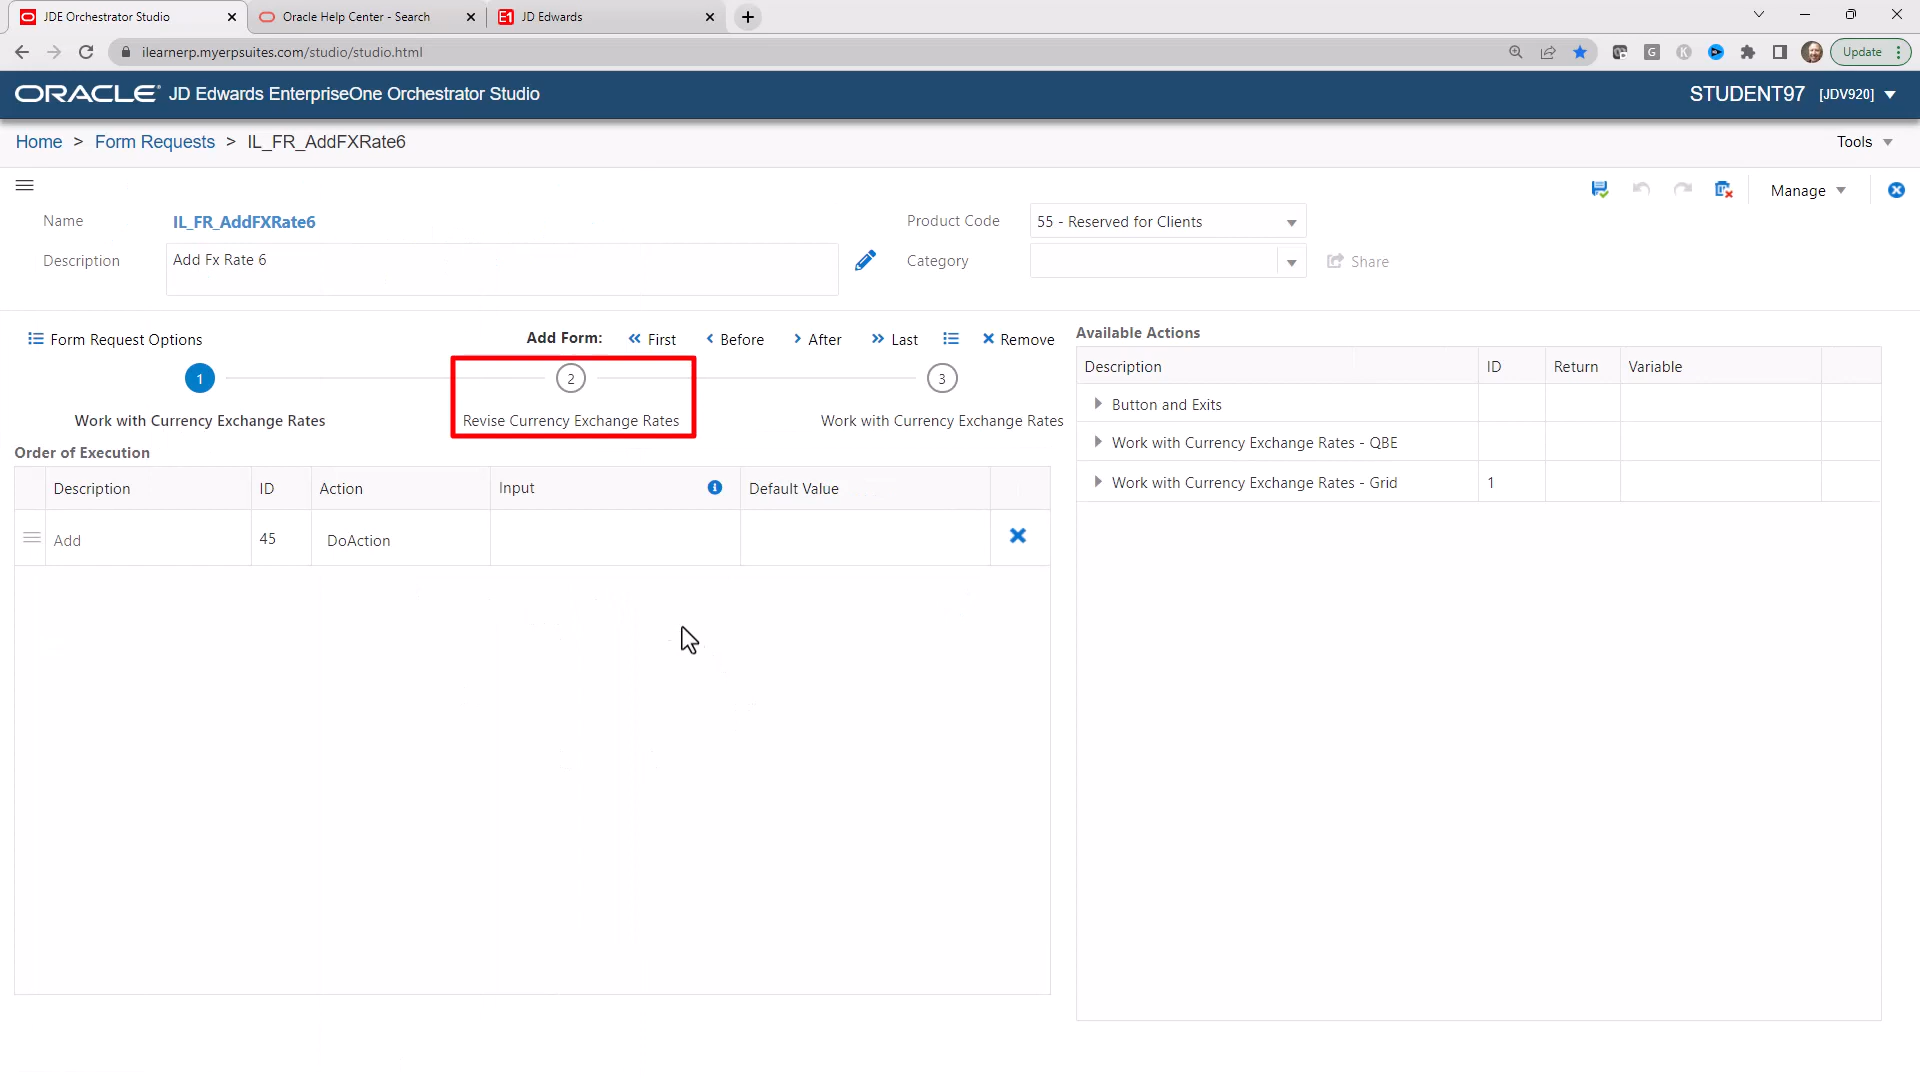 JDE Orchestrator Studio
Oracle Help Center - Search
E1 JD Edwards
ilearnerp.myerpsuites.com/studio/studio.html
G
K
Update
ORACLE JD Edwards EnterpriseOne Orchestrator Studio
STUDENT97 [JDV920]
Home > Form Requests > IL_FR_AddFXRate6
Tools
Manage
Name IL_FR_AddFXRate6
Product Code 55 - Reserved for Clients
Description Add Fx Rate 6
Category
Share
Form Request Options
Add Form: First Before After Last Remove
1 2 3
Work with Currency Exchange Rates
Revise Currency Exchange Rates
Work with Currency Exchange Rates
Order of Execution
Description ID Action Input Default Value
Add 45 DoAction
Available Actions
Description ID Return Variable
Button and Exits
Work with Currency Exchange Rates - QBE
Work with Currency Exchange Rates - Grid 1